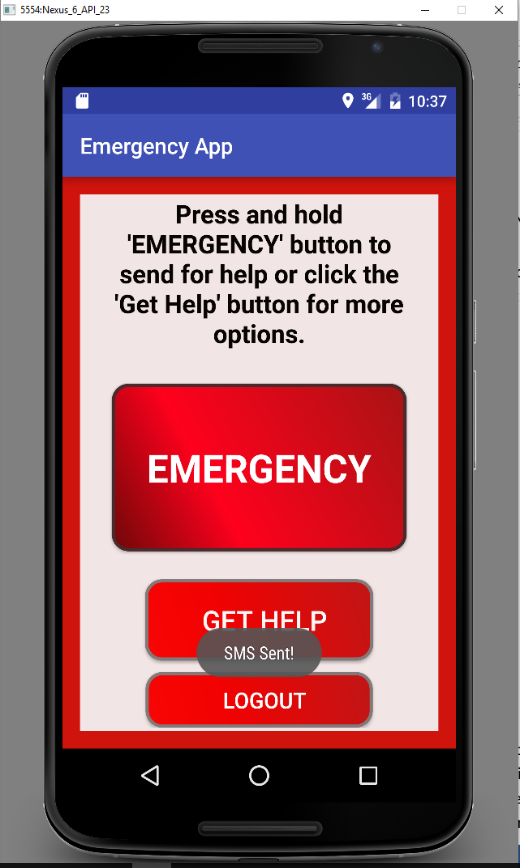 5554:Nexus_6_API_23
3G 10:37
Emergency App
Press and hold
'EMERGENCY' button to
send for help or click the
'Get Help' button for more
options.
EMERGENCY
GET HELP
SMS Sent!
LOGOUT